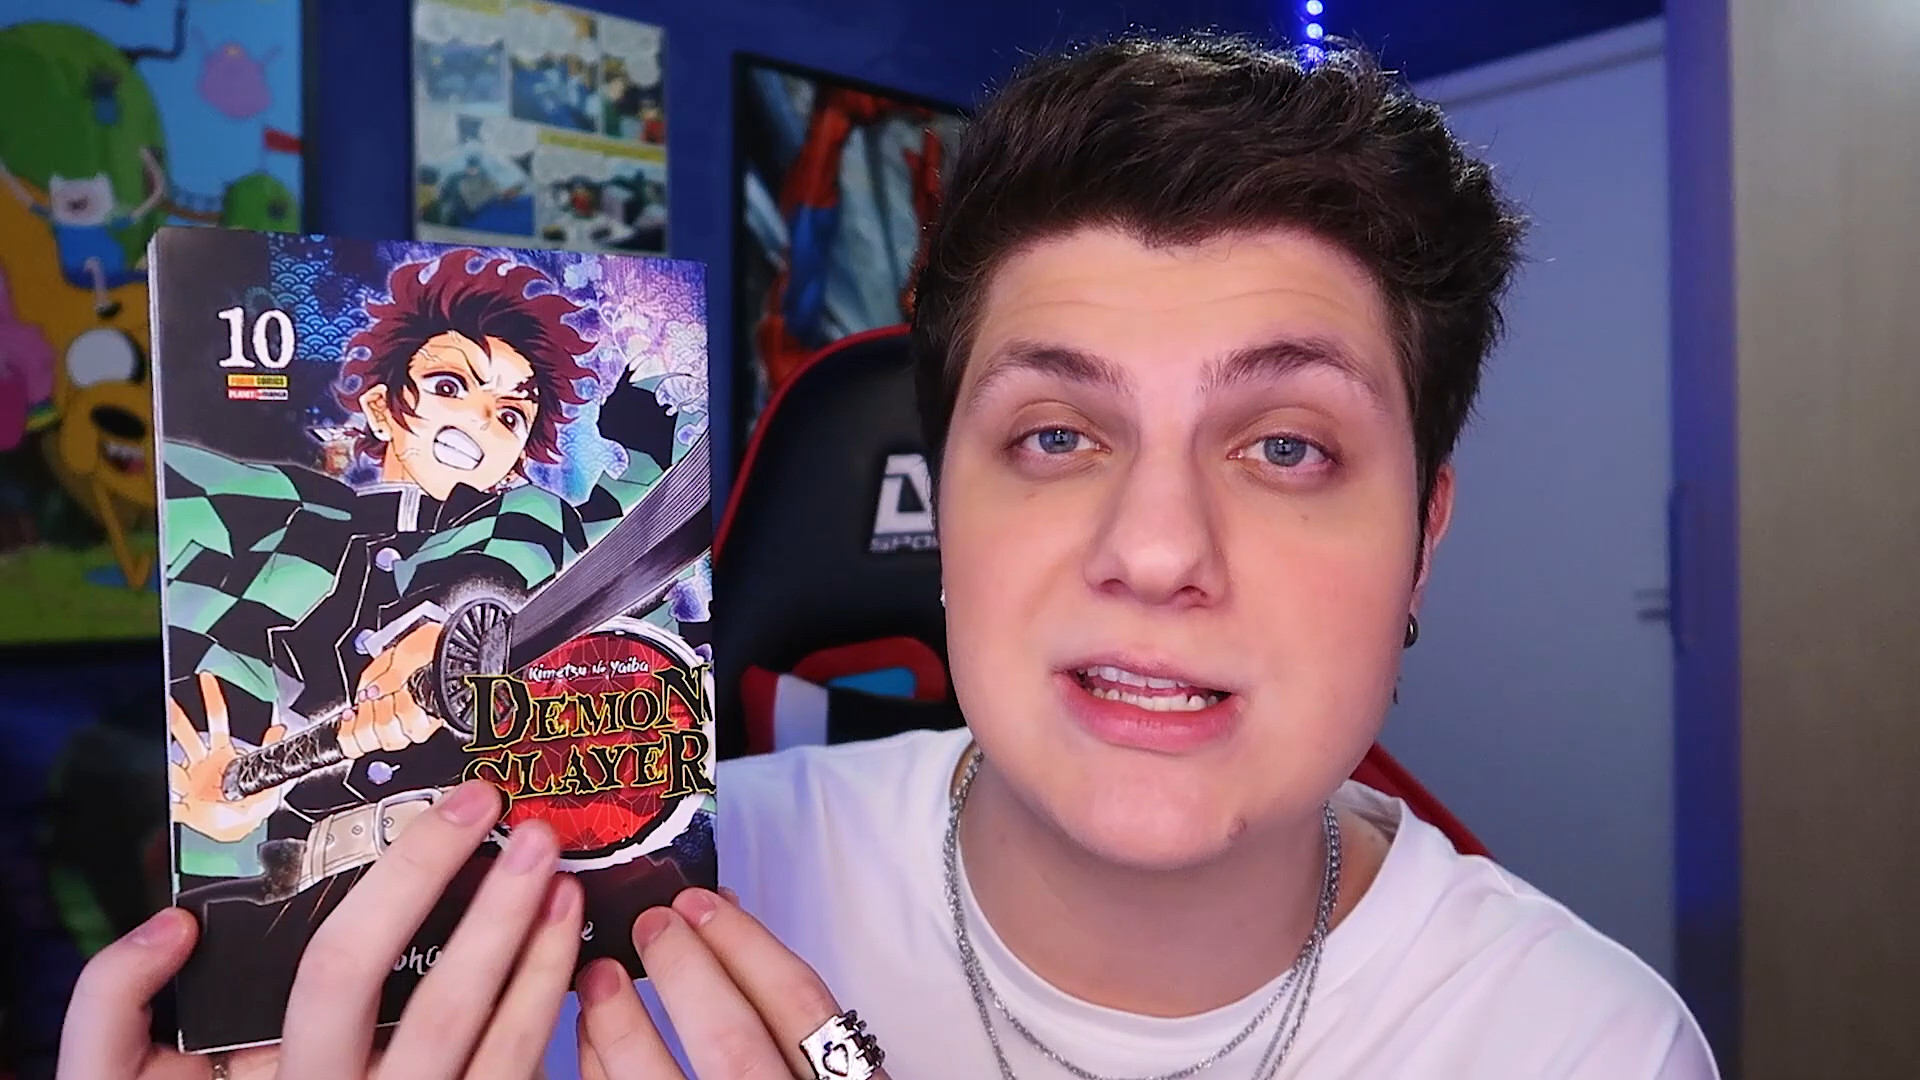 10
PANINI COMICS
PLANET MANGA
Kimetsu No Yaiba
DEMON
SLAYER